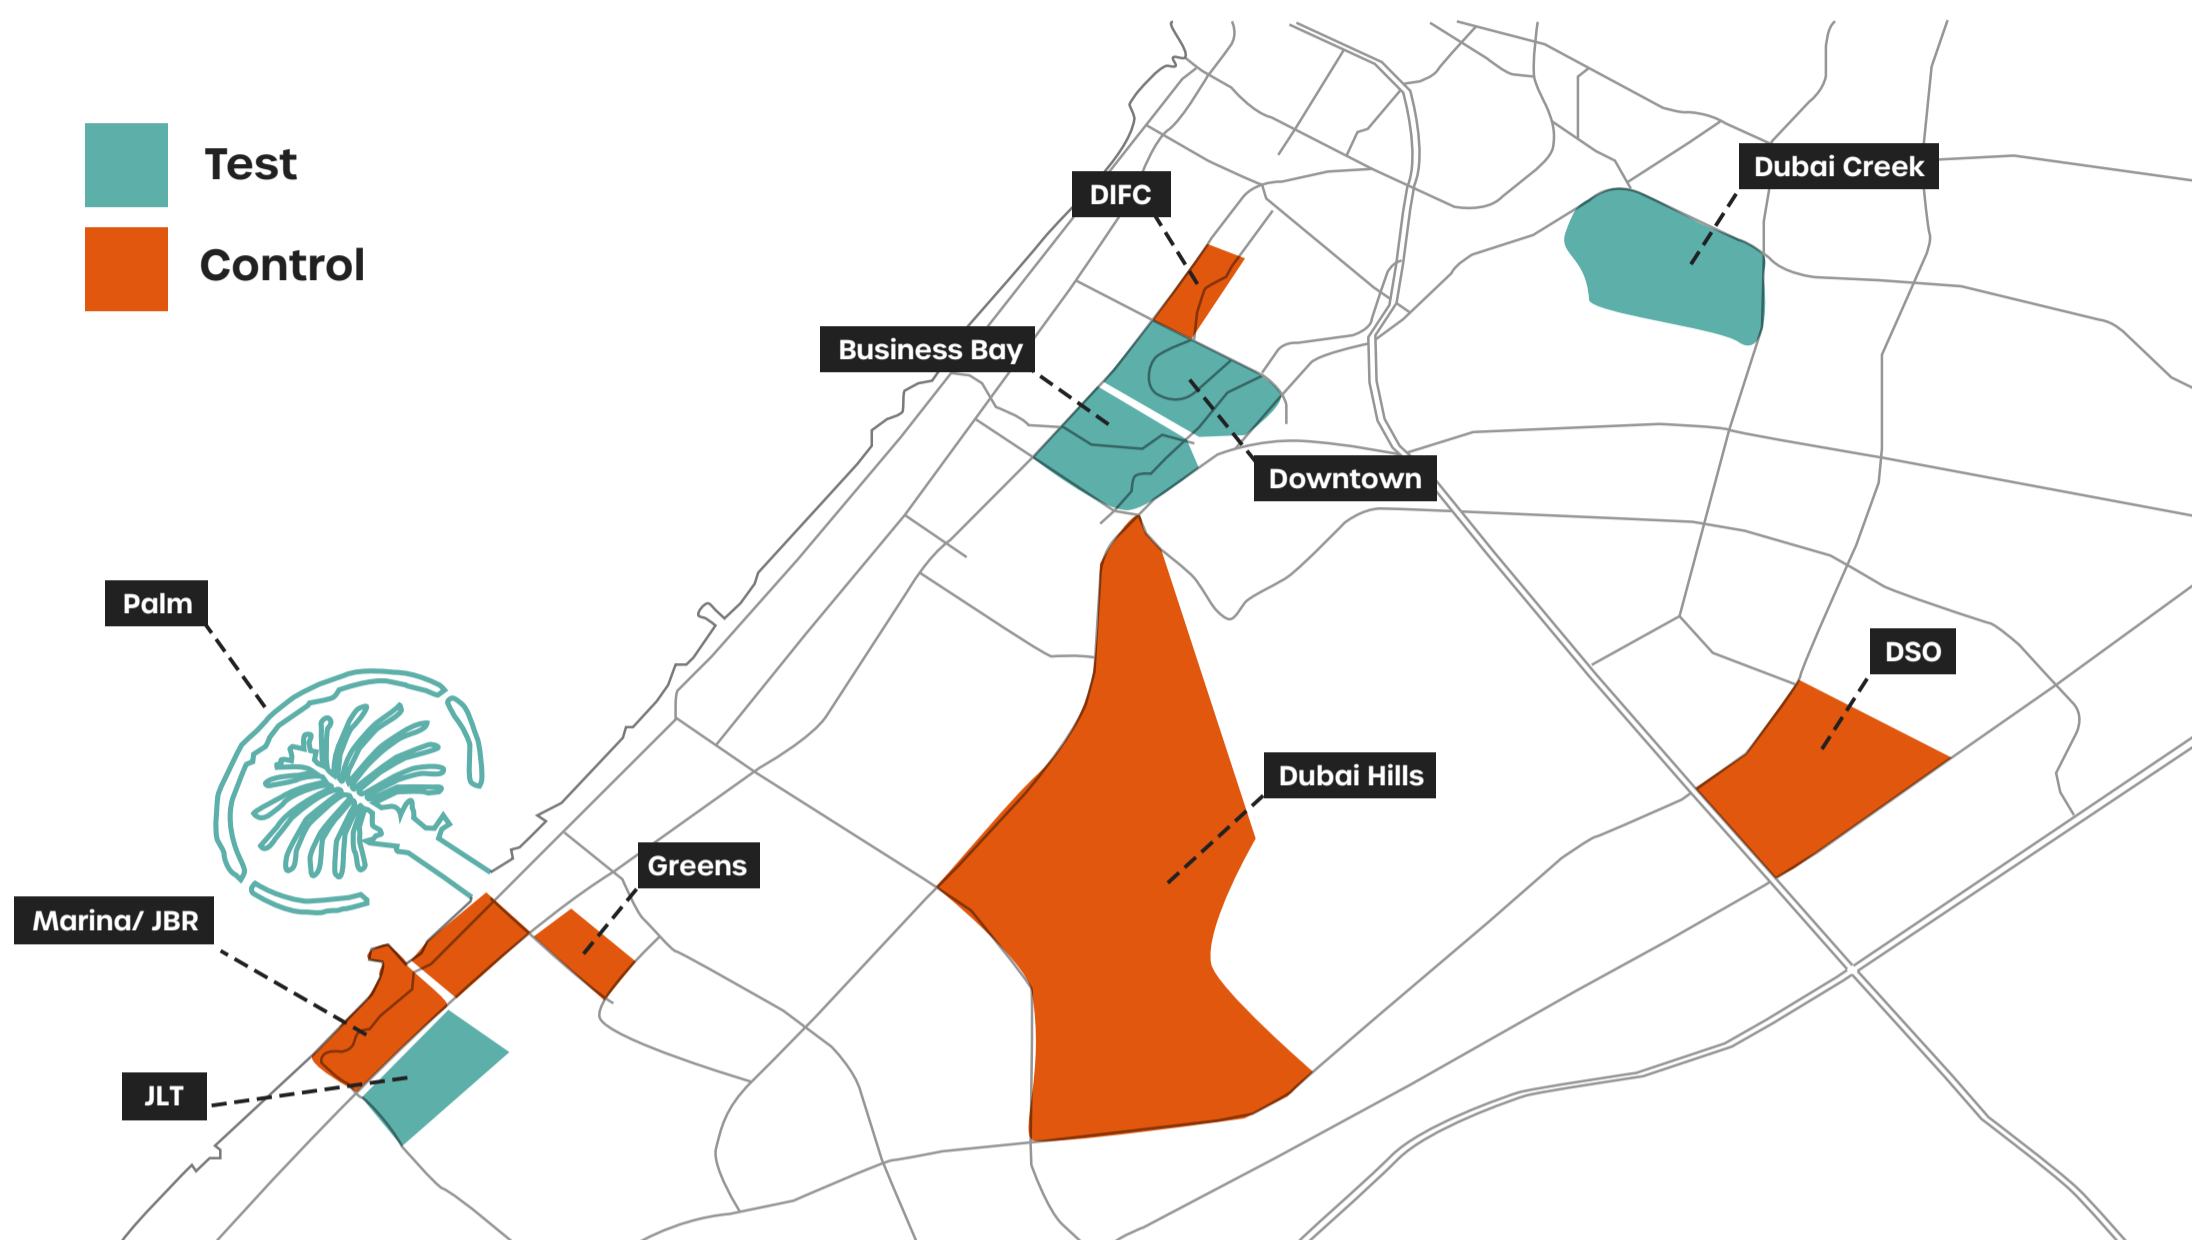 Test
Control
DIFC
Dubai Creek
Business Bay
Downtown
Palm
DSO
Dubai Hills
Greens
Marina/ JBR
JLT